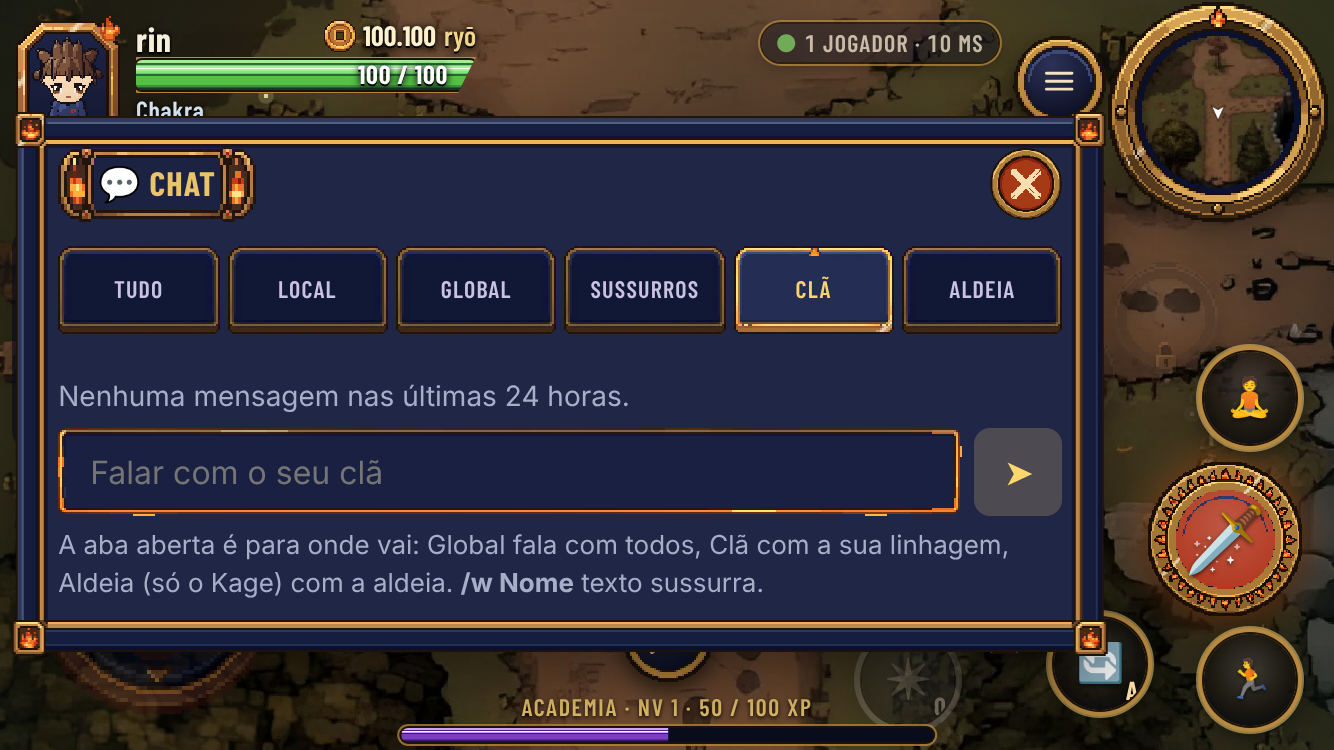 rin
100.100 ryō
100 / 100
Chakra
1 JOGADOR · 10 MS
CHAT
TUDO
LOCAL
GLOBAL
SUSSURROS
CLÃ
ALDEIA
Nenhuma mensagem nas últimas 24 horas.
Falar com o seu clã
A aba aberta é para onde vai: Global fala com todos, Clã com a sua linhagem,
Aldeia (só o Kage) com a aldeia. /w Nome texto sussurra.
A
0
ACADEMIA · NV 1 · 50 / 100 XP